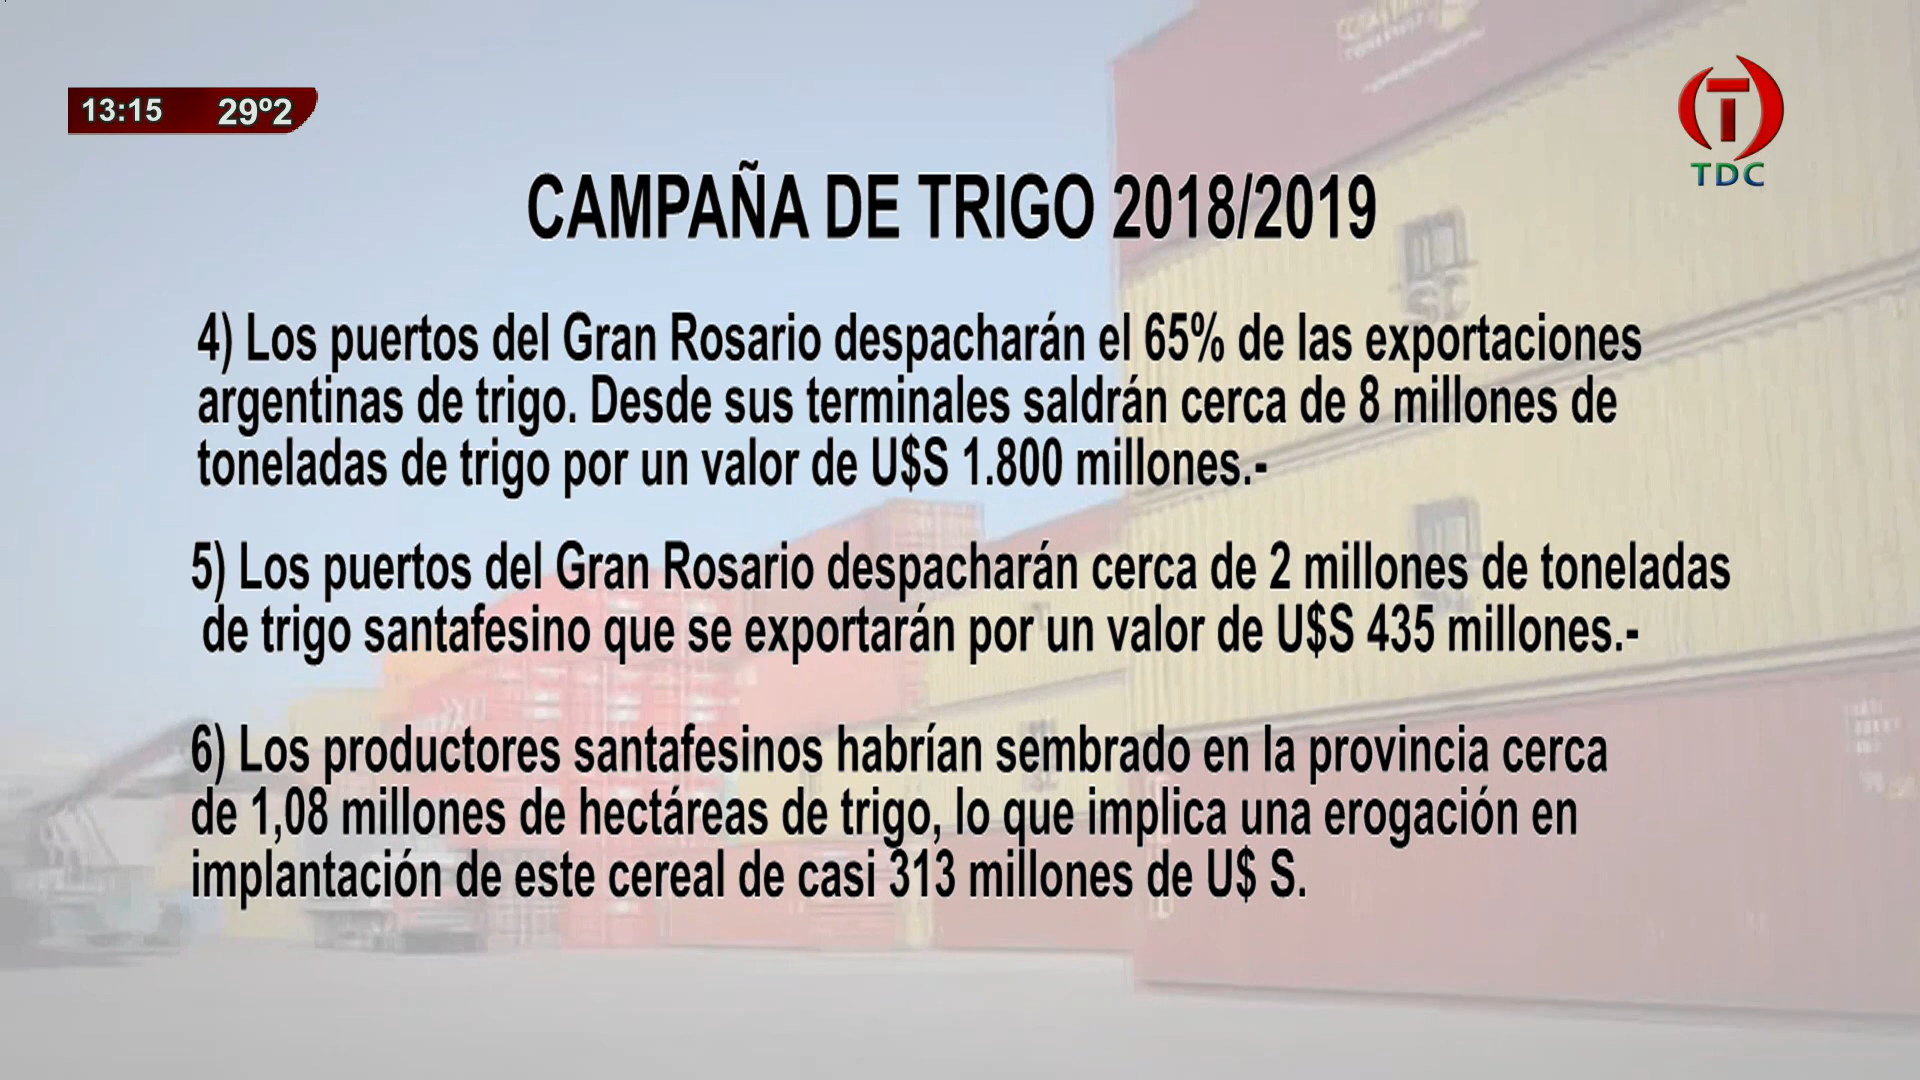 13:15 29º2
T
TDC
CAMPAÑA DE TRIGO 2018/2019
4) Los puertos del Gran Rosario despacharán el 65% de las exportaciones
argentinas de trigo. Desde sus terminales saldrán cerca de 8 millones de
toneladas de trigo por un valor de U$S 1.800 millones.-
5) Los puertos del Gran Rosario despacharán cerca de 2 millones de toneladas
de trigo santafesino que se exportarán por un valor de U$S 435 millones.-
6) Los productores santafesinos habrían sembrado en la provincia cerca
de 1,08 millones de hectáreas de trigo, lo que implica una erogación en
implantación de este cereal de casi 313 millones de U$ S.